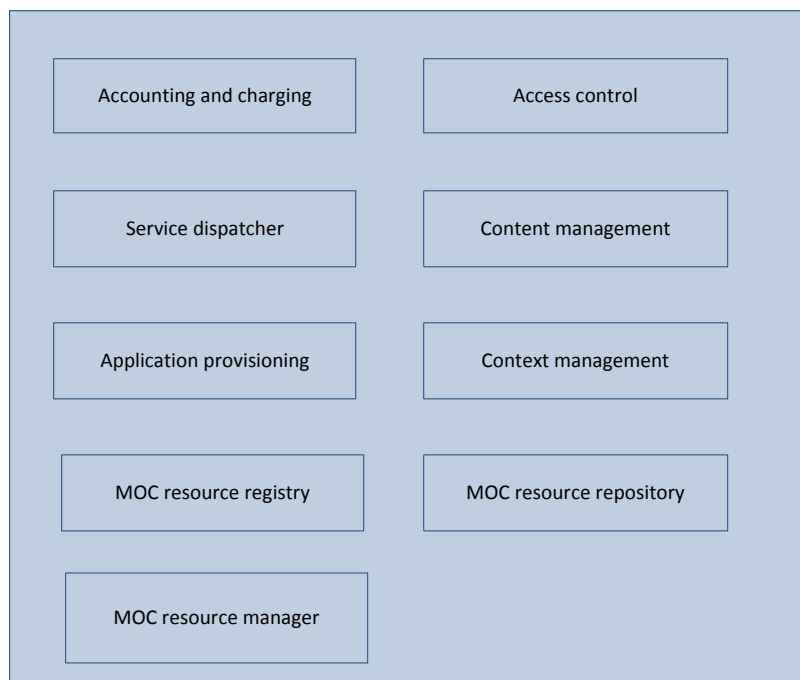 Accounting and charging
Access control
Service dispatcher
Content management
Application provisioning
Context management
MOC resource registry
MOC resource repository
MOC resource manager